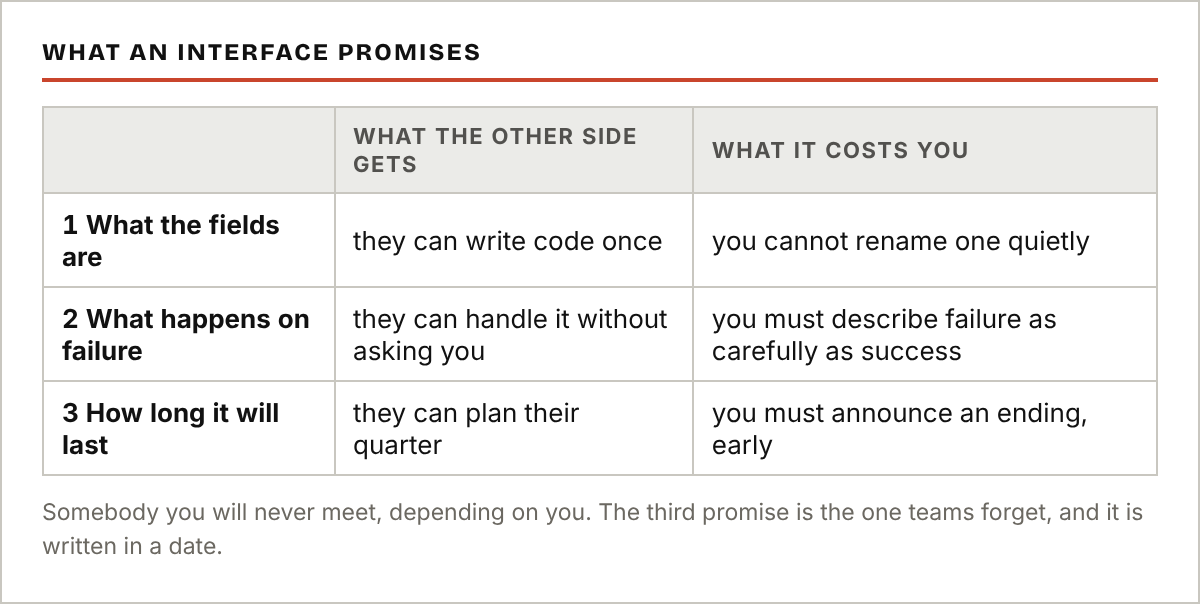 WHAT AN INTERFACE PROMISES
WHAT THE OTHER SIDE
GETS
WHAT IT COSTS YOU
1 What the fields
are
they can write code once
you cannot rename one quietly
2 What happens on
failure
they can handle it without
asking you
you must describe failure as
carefully as success
3 How long it will
last
they can plan their
quarter
you must announce an ending,
early
Somebody you will never meet, depending on you. The third promise is the one teams forget, and it is
written in a date.